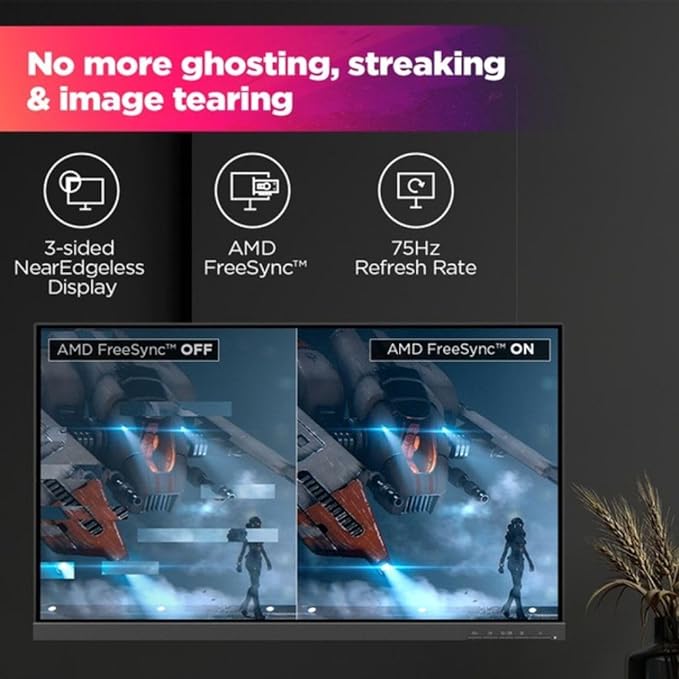 No more ghosting, streaking
& image tearing
3-sided
NearEdgeless
Display
AMD
FreeSync™
75Hz
Refresh Rate
AMD FreeSync™ OFF
AMD FreeSync™ ON